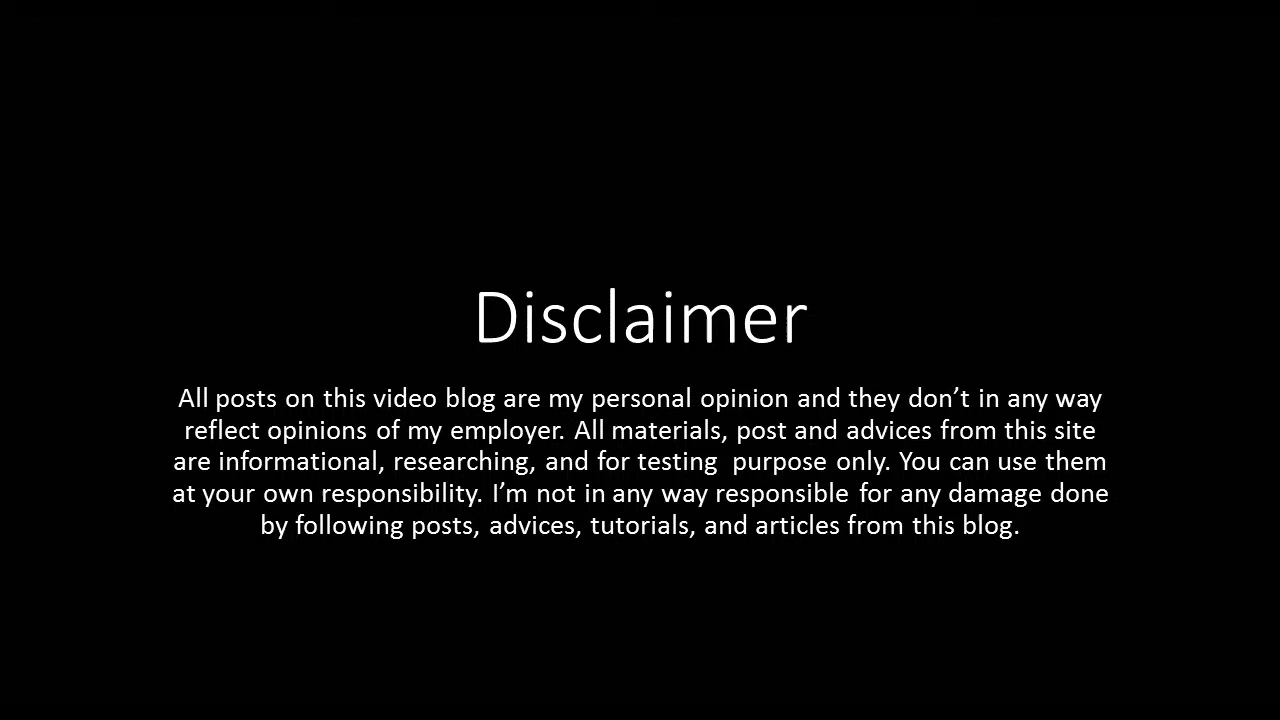 Disclaimer
All posts on this video blog are my personal opinion and they don’t in any way
reflect opinions of my employer. All materials, post and advices from this site
are informational, researching, and for testing  purpose only. You can use them
at your own responsibility. I’m not in any way responsible for any damage done
by following posts, advices, tutorials, and articles from this blog.